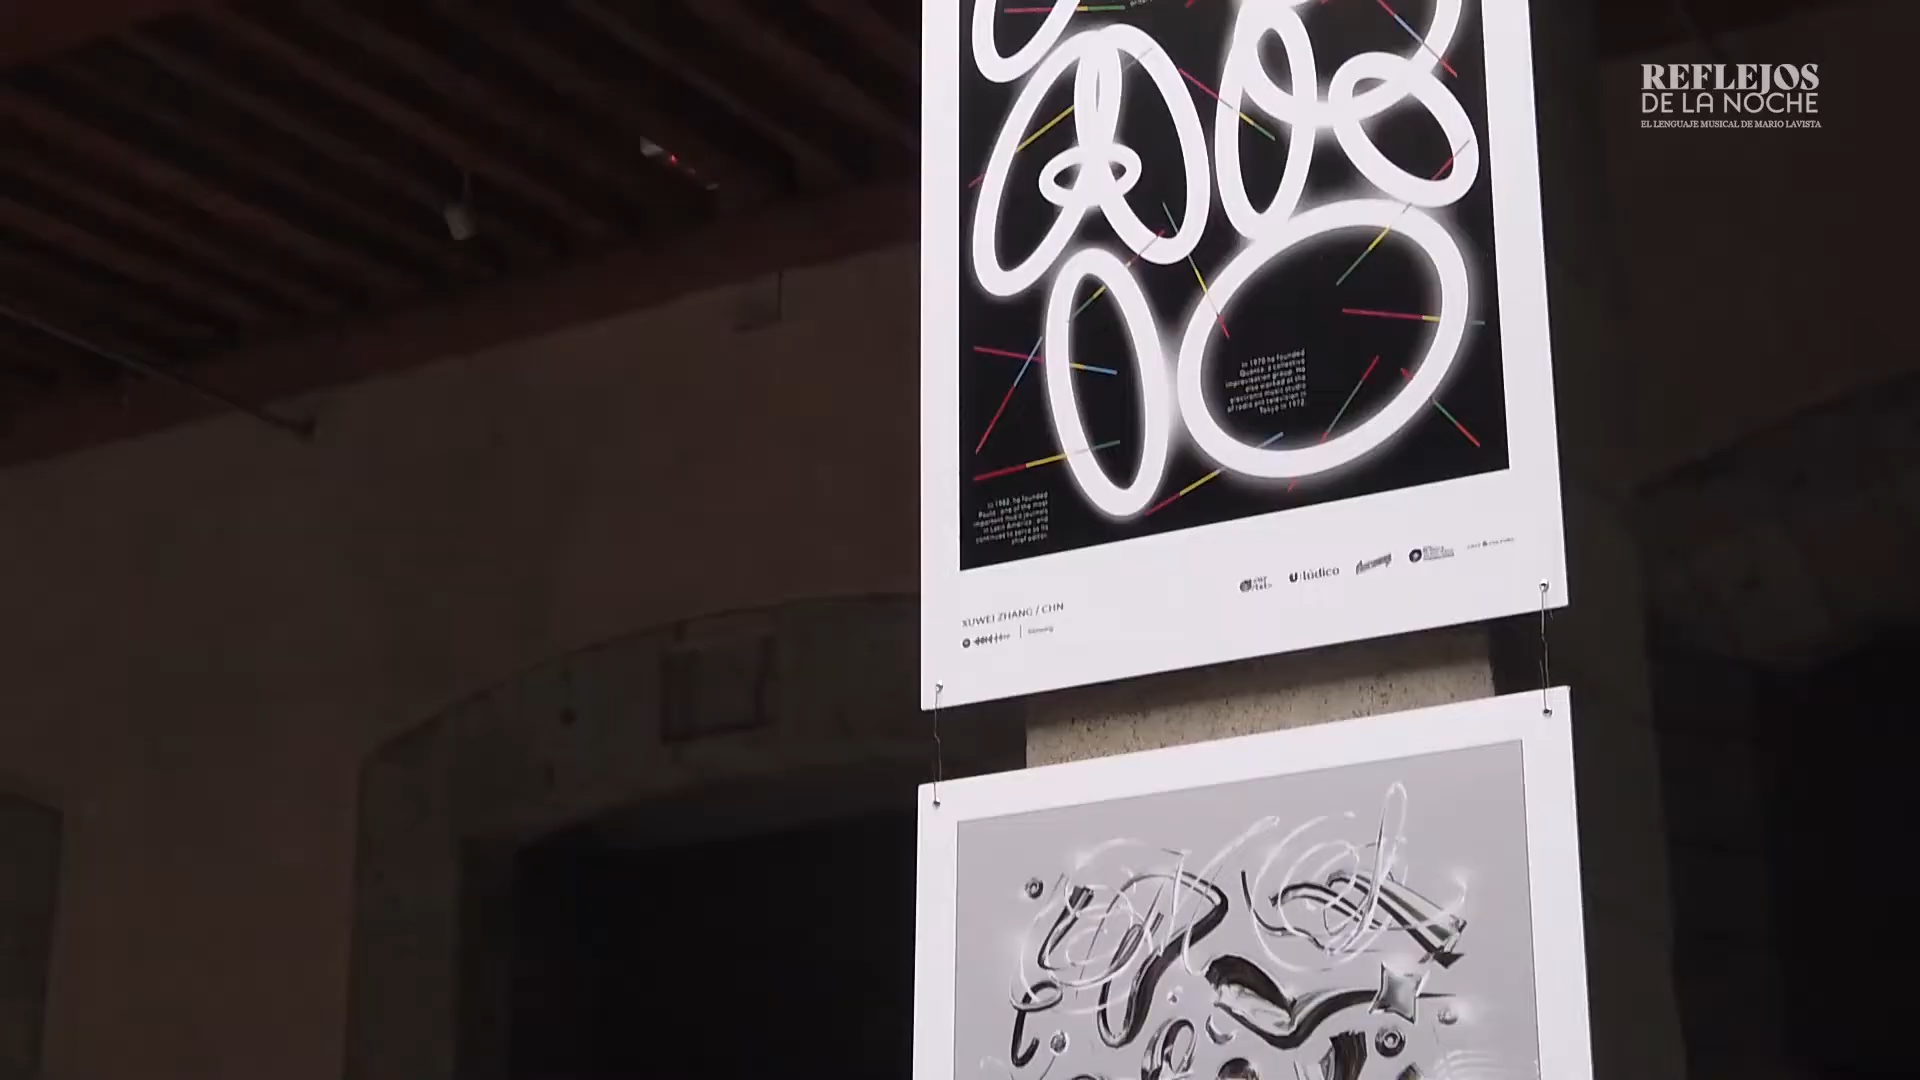 REFLEJOS
DE LA NOCHE
EL LENGUAJE MUSICAL DE MARIO LAVISTA
In 1970 he founded
Quanta, a collective
improvisation group. He
also worked at the
electronic music studio
of radio and television in
Tokyo in 1972.
In 1982, he founded
Pauta, one of the most
important music journals
in Latin America, and
continues to serve as its
chief editor.
lúdico
XUWEI ZHANG / CHN